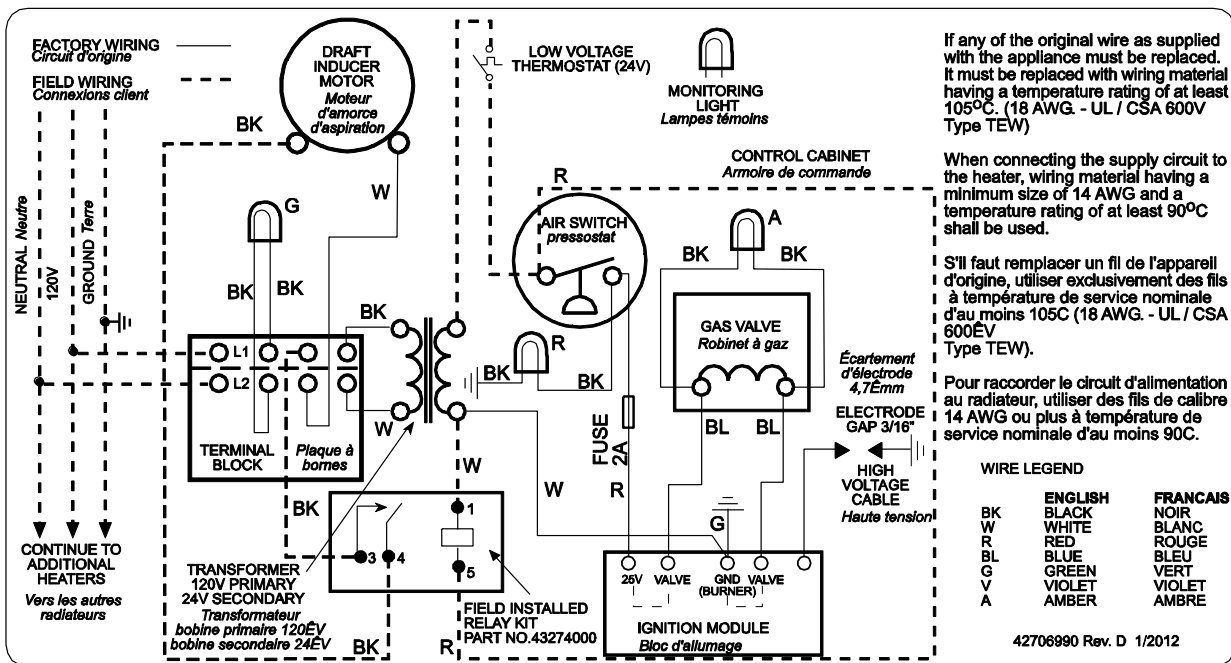 FACTORY WIRING
Circuit d'origine
FIELD WIRING
Connexions client
DRAFT
INDUCER
MOTOR
Moteur
d'amorce
d'aspiration
BK
W
LOW VOLTAGE
THERMOSTAT (24V)
MONITORING
LIGHT
Lampes témoins
CONTROL CABINET
Armoire de commande
R
AIR SWITCH
pressostat
G
BK
BK
A
BK
BK
NEUTRAL Neutre
120V
GROUND Terre
BK
L1
L2
TERMINAL
BLOCK
Plaque à
bornes
W
R
BK
BK
GAS VALVE
Robinet à gaz
BL
BL
Écartement
d'électrode
4,7Êmm
ELECTRODE
GAP 3/16"
HIGH
VOLTAGE
CABLE
Haute tension
FUSE
2A
W
W
R
G
BK
1
3
4
5
CONTINUE TO
ADDITIONAL
HEATERS
Vers les autres
radiateurs
TRANSFORMER
120V PRIMARY
24V SECONDARY
Transformateur
bobine primaire 120ÊV
bobine secondaire 24ÊV
BK
R
FIELD INSTALLED
RELAY KIT
PART NO.43274000
25V
VALVE
GND
(BURNER)
VALVE
IGNITION MODULE
Bloc d'allumage
If any of the original wire as supplied
with the appliance must be replaced.
It must be replaced with wiring material
having a temperature rating of at least
105ºC. (18 AWG. - UL / CSA 600V
Type TEW)
When connecting the supply circuit to
the heater, wiring material having a
minimum size of 14 AWG and a
temperature rating of at least 90ºC
shall be used.
S'Il faut remplacer un fil de l'appareil
d'origine, utiliser exclusivement des fils
à température de service nominale
d'au moins 105C (18 AWG. - UL / CSA
600ÊV
Type TEW).
Pour raccorder le circuit d'alimentation
au radiateur, utiliser des fils de calibre
14 AWG ou plus à température de
service nominale d'au moins 90C.
WIRE LEGEND
ENGLISH FRANCAIS
BK BLACK NOIR
W WHITE BLANC
R RED ROUGE
BL BLUE BLEU
G GREEN VERT
V VIOLET VIOLET
A AMBER AMBRE
42706990 Rev. D 1/2012